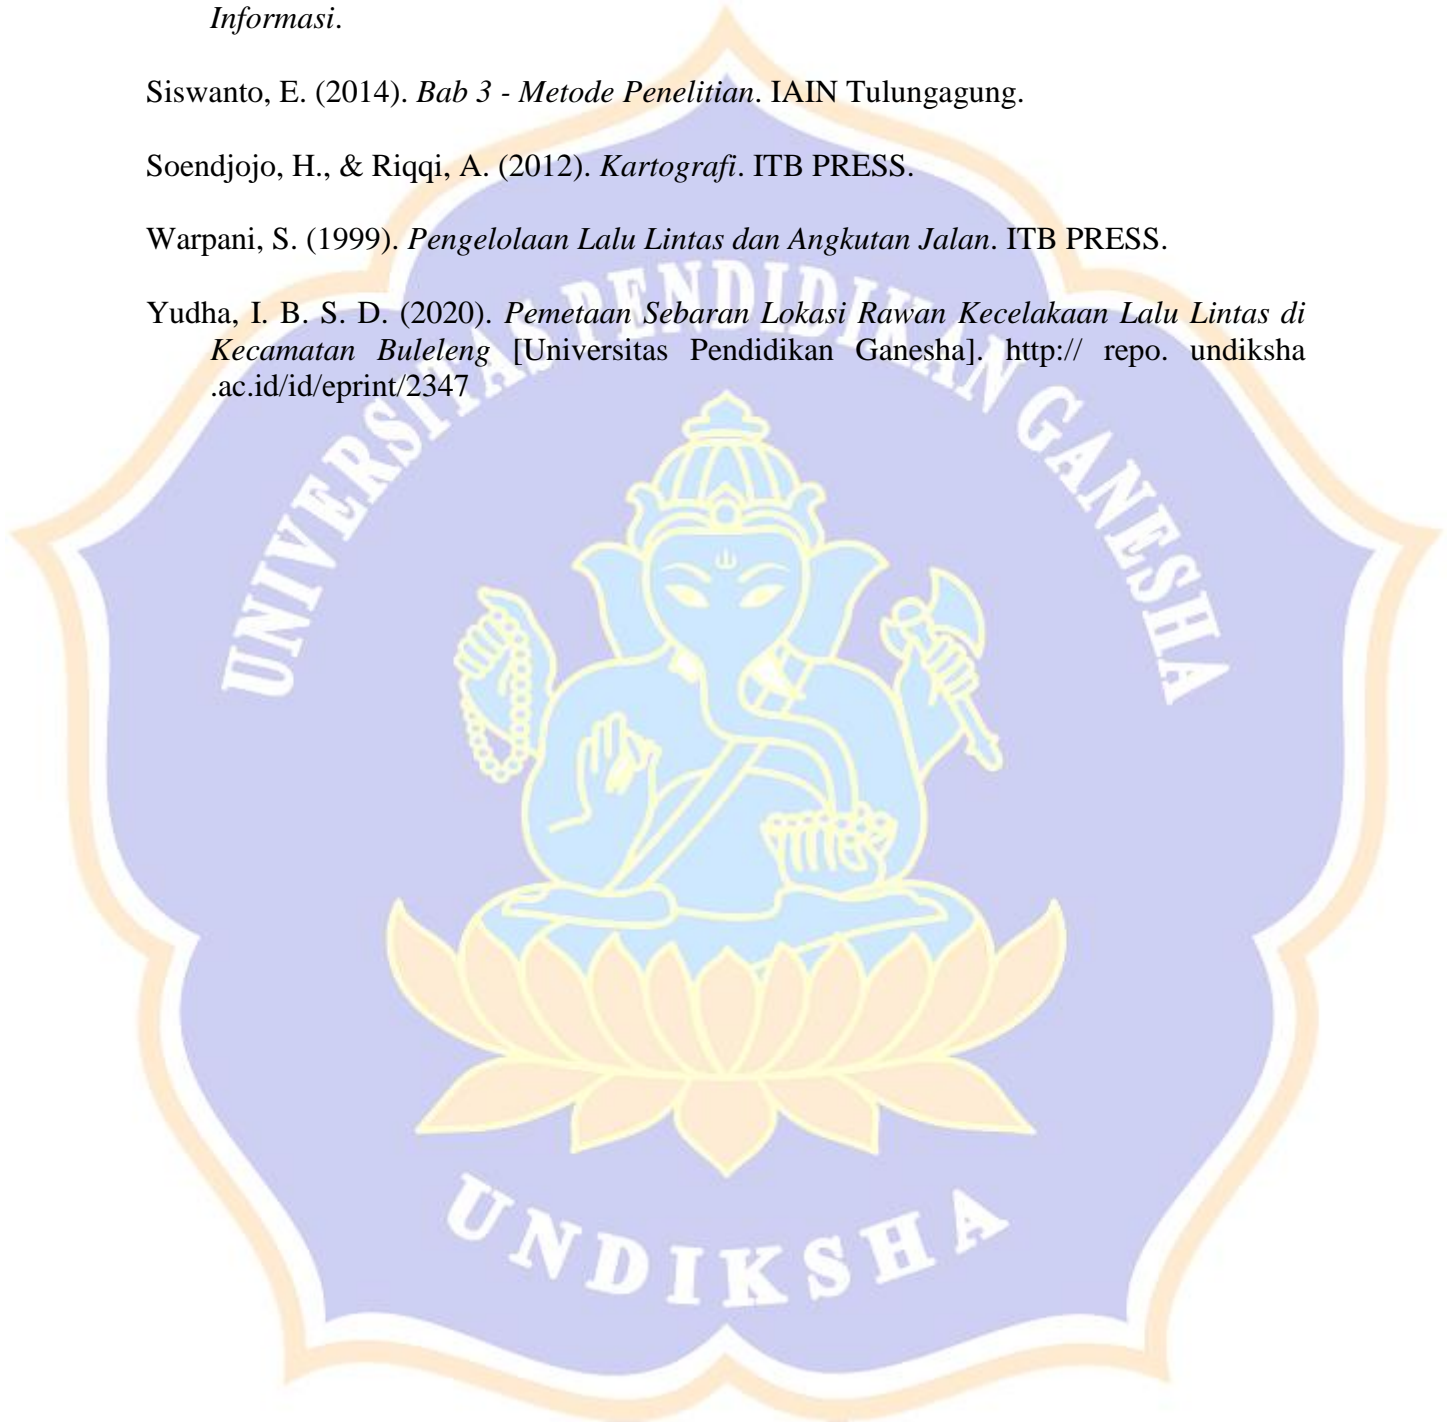 Informasi.
Siswanto, E. (2014). Bab 3 - Metode Penelitian. IAIN Tulungagung.
Soendjojo, H., & Riqqi, A. (2012). Kartografi. ITB PRESS.
Warpani, S. (1999). Pengelolaan Lalu Lintas dan Angkutan Jalan. ITB PRESS.
Yudha, I. B. S. D. (2020). Pemetaan Sebaran Lokasi Rawan Kecelakaan Lalu Lintas di
Kecamatan Buleleng [Universitas Pendidikan Ganesha]. http:// repo. undiksha
.ac.id/id/eprint/2347
UNIVERSITAS PENDIDIKAN GANESHA
UNDIKSHA